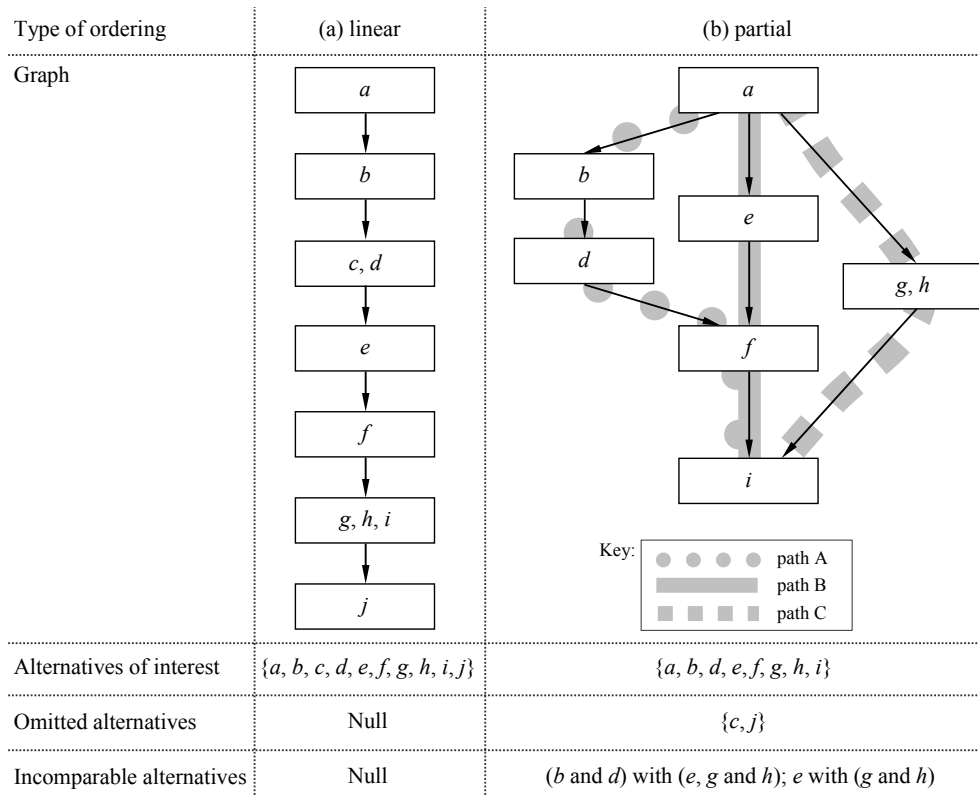 Type of ordering (a) linear (b) partial
Graph
a
b
c, d
e
f
g, h, i
j
a
b
e
d
g, h
f
i
Key:
path A
path B
path C
Alternatives of interest {a, b, c, d, e, f, g, h, i, j} {a, b, d, e, f, g, h, i}
Omitted alternatives Null {c, j}
Incomparable alternatives Null (b and d) with (e, g and h); e with (g and h)